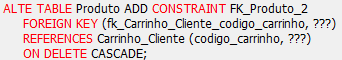 ALTE TABLE Produto ADD CONSTRAINT FK_Produto_2
FOREIGN KEY (fk_Carrinho_Cliente_codigo_carrinho, ???)
REFERENCES Carrinho_Cliente (codigo_carrinho, ???)
ON DELETE CASCADE;